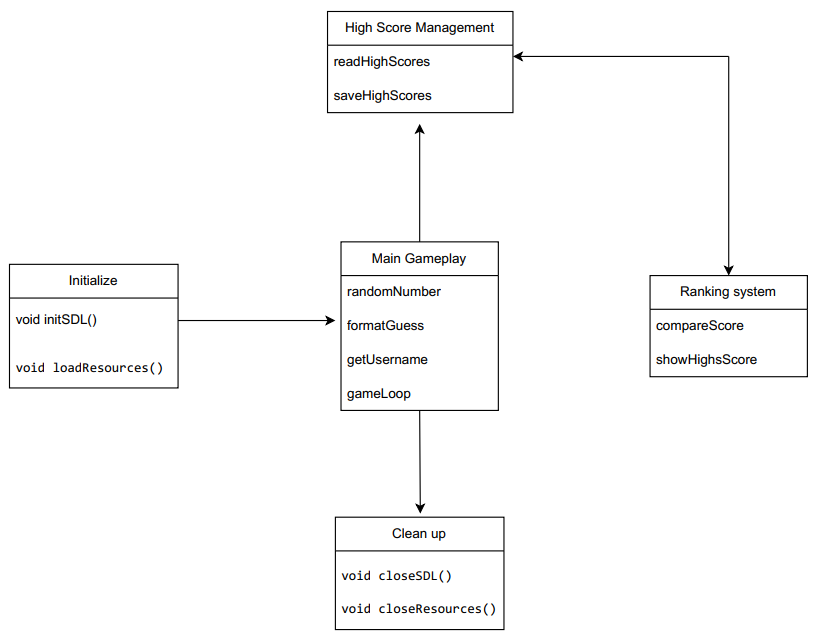 High Score Management
readHighScores
saveHighScores
Initialize
void initSDL()
void loadResources()
Main Gameplay
randomNumber
formatGuess
getUsername
gameLoop
Ranking system
compareScore
showHighsScore
Clean up
void closeSDL()
void closeResources()